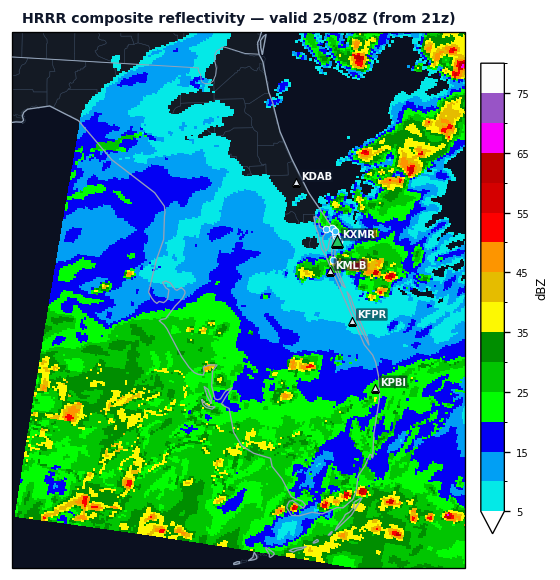 HRRR composite reflectivity — valid 25/08Z (from 21z)
KDAB
KXMR
KMLB
KFPR
KPBI
75
65
55
45
35
25
15
5
dBZ